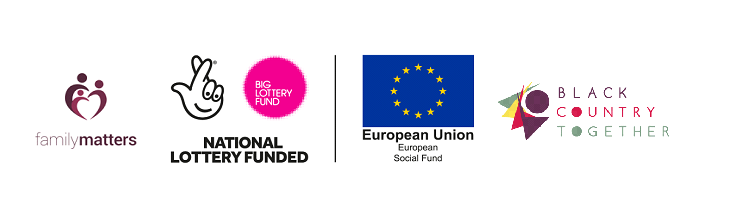 familymatters
BIG
LOTTERY
FUND
NATIONAL
LOTTERY FUNDED
European Union
European
Social Fund
BLACK
COUNTRY
TOGETHER